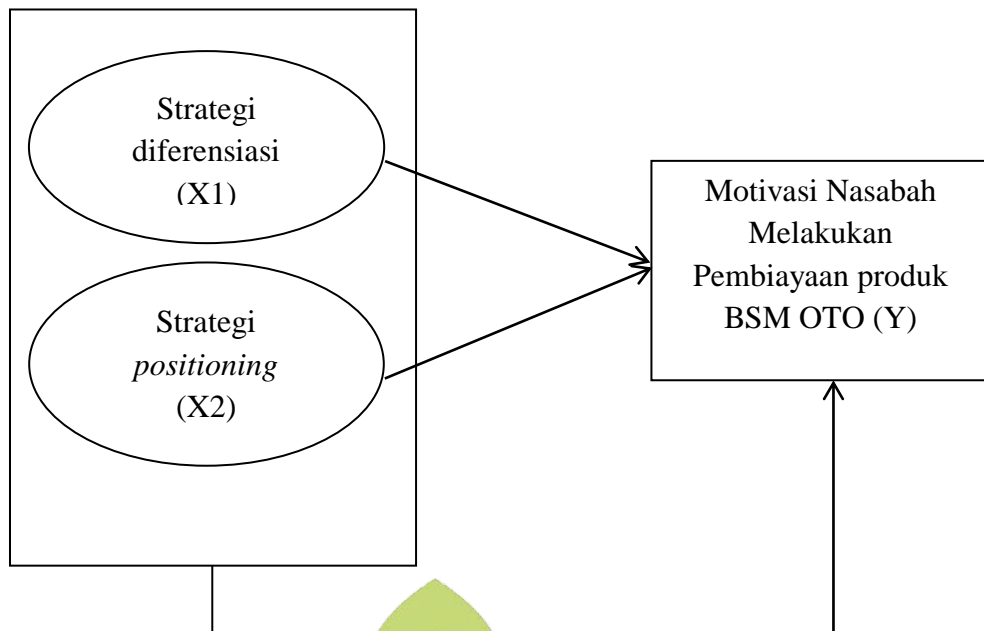 Strategi
diferensiasi
(X1)
Strategi
positioning
(X2)
Motivasi Nasabah
Melakukan
Pembiayaan produk
BSM OTO (Y)